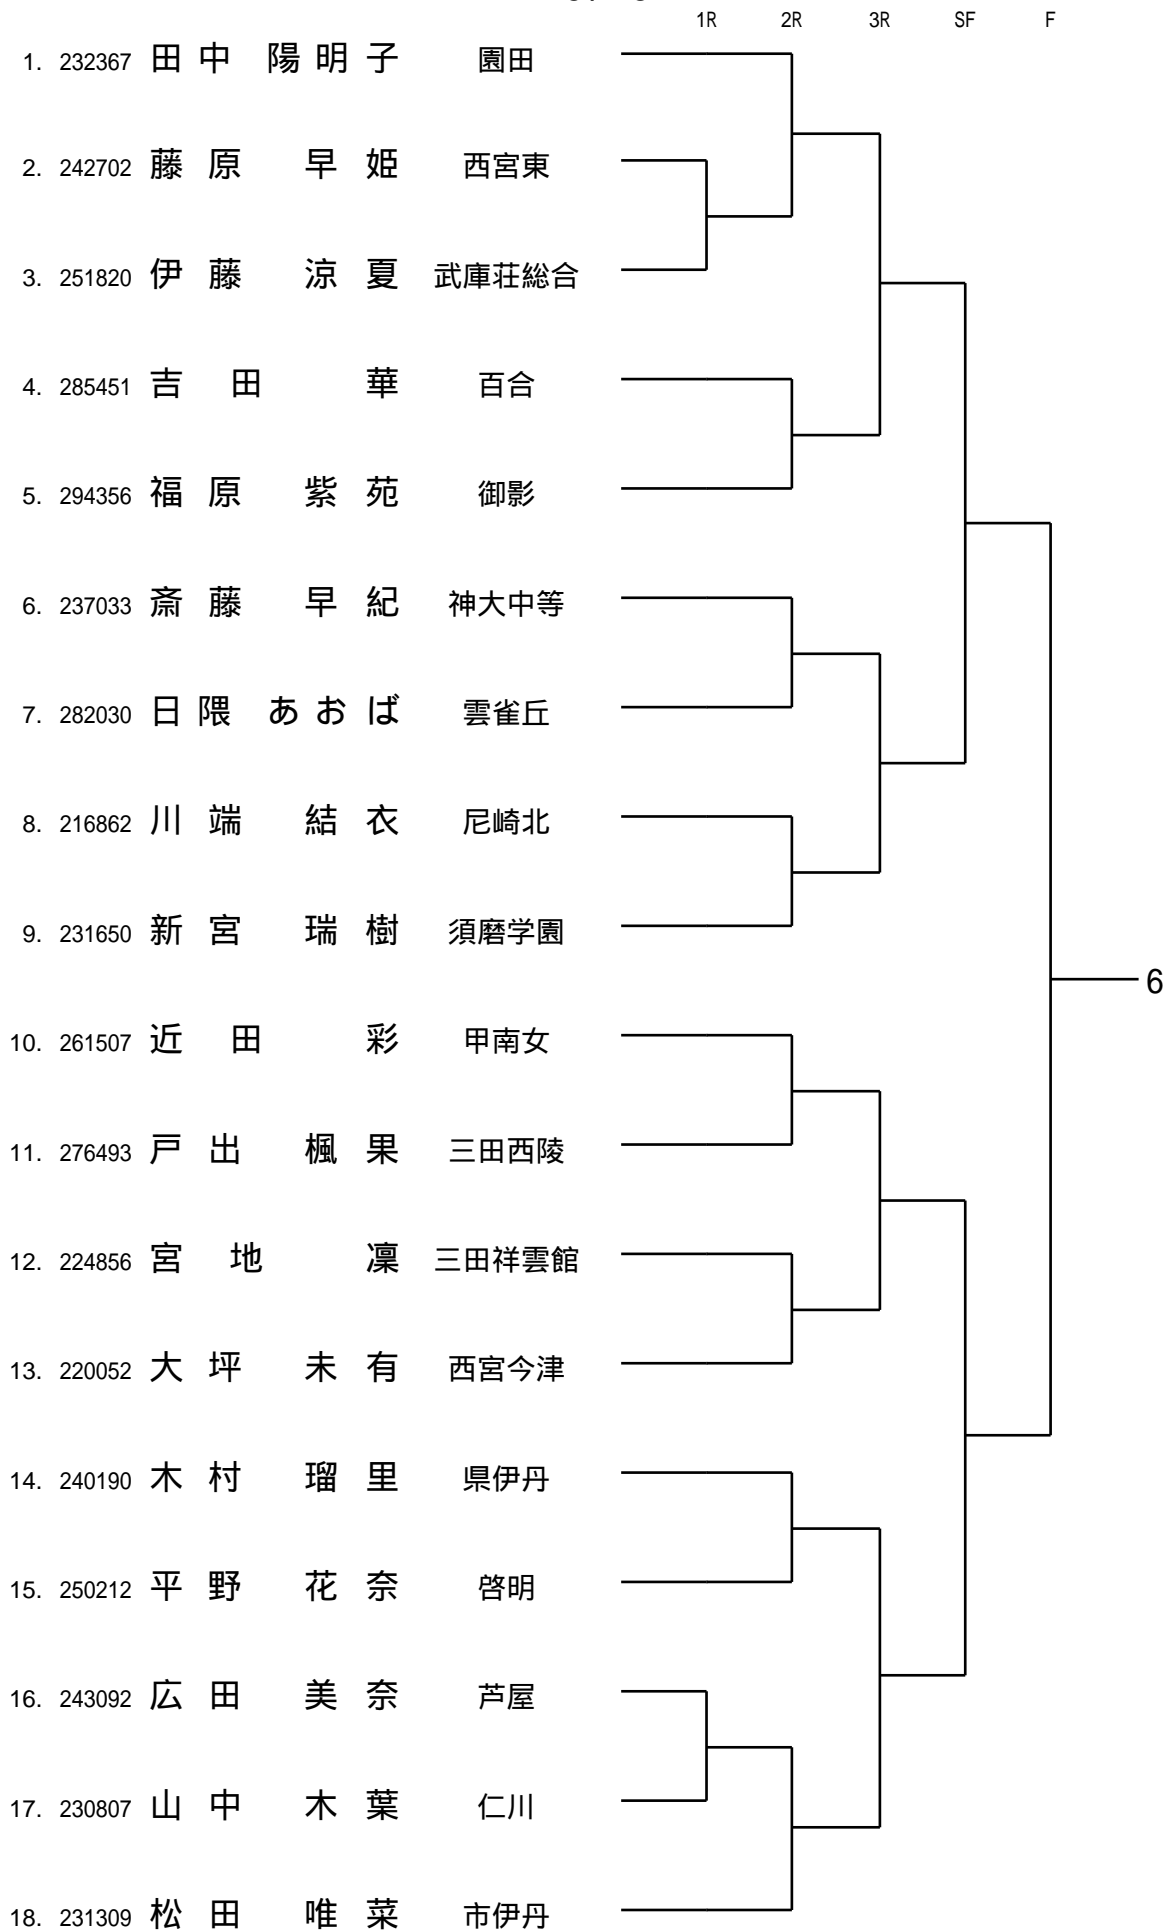 1R 2R 3R SF F
1. 232367 田中 陽明子 園田
2. 242702 藤原 早姫 西宮東
3. 251820 伊藤 涼夏 武庫荘総合
4. 285451 吉田 華 百合
5. 294356 福原 紫苑 御影
6. 237033 斎藤 早紀 神大中等
7. 282030 日隈 あおば 雲雀丘
8. 216862 川端 結衣 尼崎北
9. 231650 新宮 瑞樹 須磨学園
6
10. 261507 近田 彩 甲南女
11. 276493 戸出 楓果 三田西陵
12. 224856 宮地 凜 三田祥雲館
13. 220052 大坪 未有 西宮今津
14. 240190 木村 瑠里 県伊丹
15. 250212 平野 花奈 啓明
16. 243092 広田 美奈 芦屋
17. 230807 山中 木葉 仁川
18. 231309 松田 唯菜 市伊丹